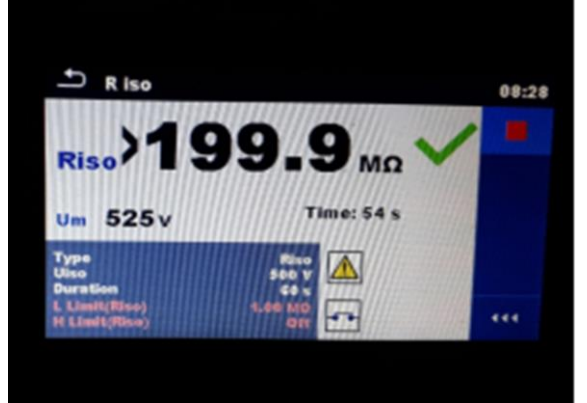 R iso
08:28
Riso >199.9 MΩ
Um 525 V
Time: 54 s
Type Riso
Uiso 500 V
Duration 60 s
L Limit(Riso) 1.00 MΩ
H Limit(Riso) Off
<<<